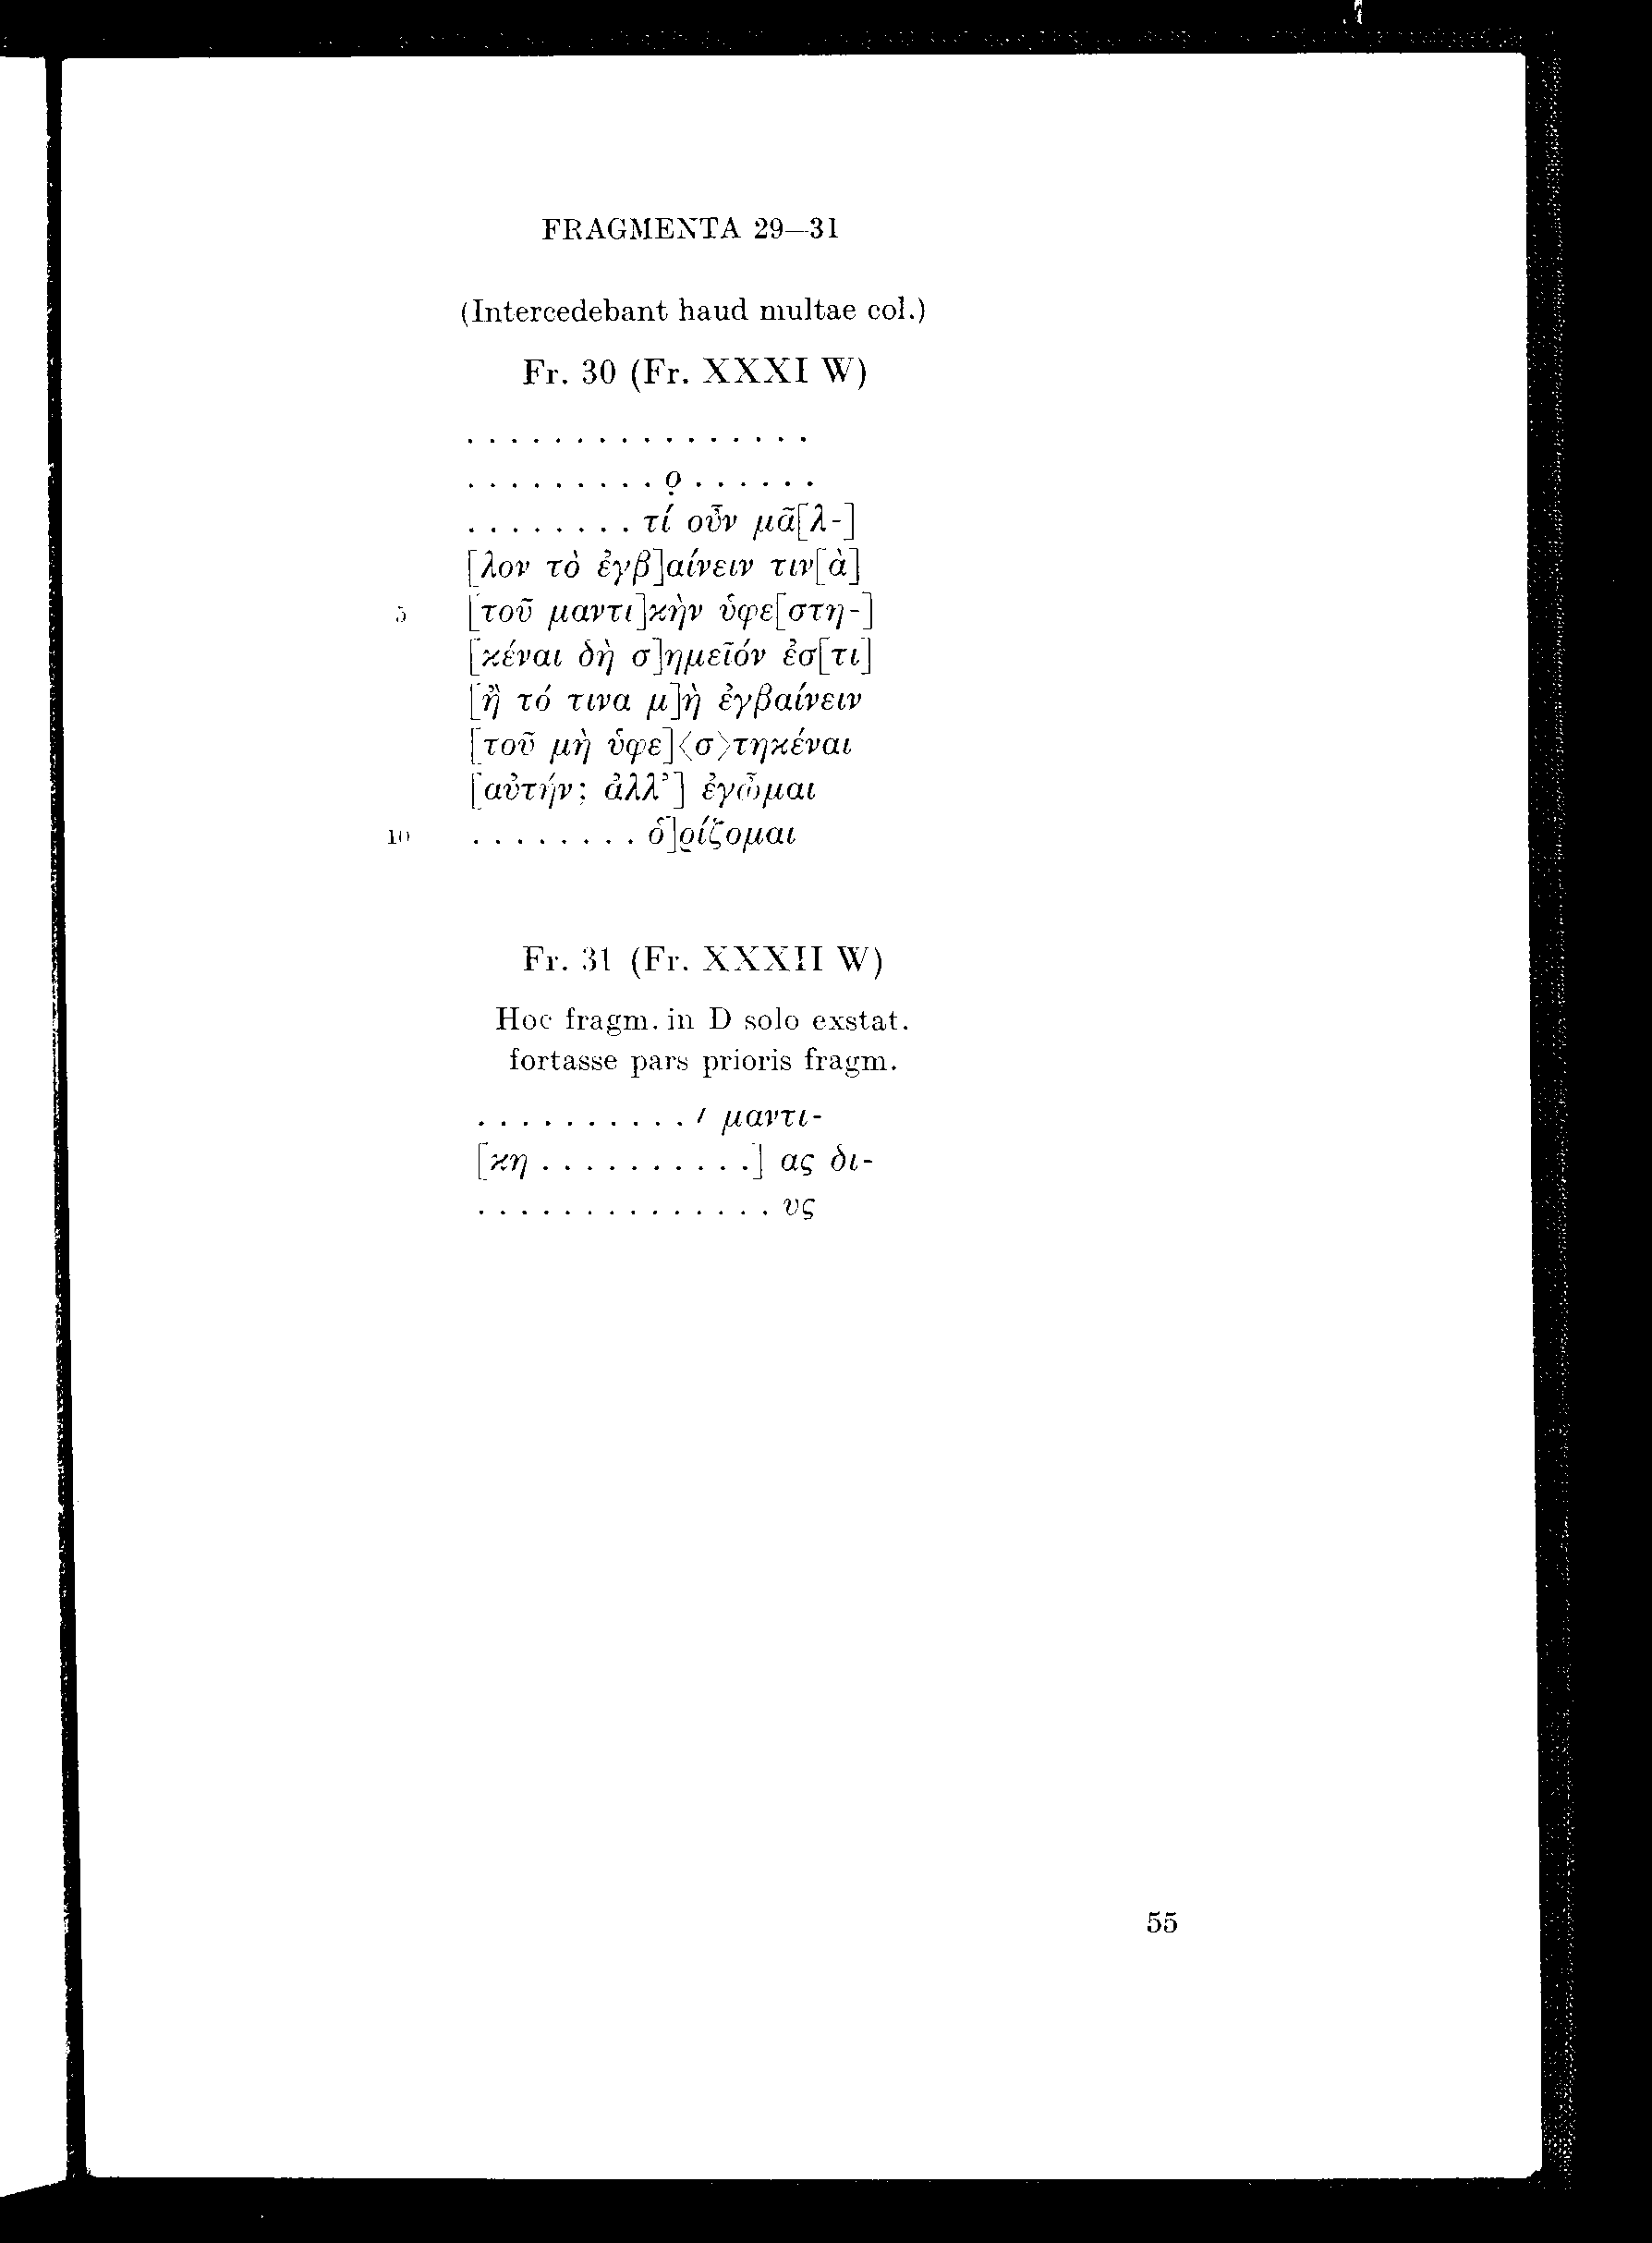 FRAGMENTA 29—31
(Intercedebant haud multae col.)
Fr. 30 (Fr. XXXI W)
. . . . . . . . . . . . . . . .
. . . . . . . . . ο̣ . . . . . .
. . . . . . . . τί οὖν μᾶ[λ-]
[λον τὸ ἐγβ]αίνειν τιν[ὰ]
5 [τοῦ μαντι]κὴν ὑφε[στη-]
[κέναι δὴ σ]ημεῖόν ἐσ[τι]
[ἢ τό τινα μ]ὴ ἐγβαίνειν
[τοῦ μὴ ὑφε]⟨σ⟩τηκέναι
[αὐτήν; ἀλλ’] ἐγᾦμαι
10 . . . . . . . . ὁ]ρίζομαι
Fr. 31 (Fr. XXXII W)
Hoc fragm. in D solo exstat.
fortasse pars prioris fragm.
. . . . . . . . . . / μαντι-
[κη . . . . . . . . . .] ας δι-
. . . . . . . . . . . . . . υς
55